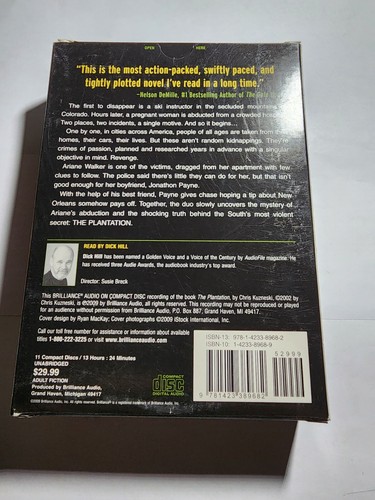 OPEN HERE
"This is the most action-packed, swiftly paced, and
tightly plotted novel I've read in a long time."
–Nelson DeMille, #1 Bestselling Author of The
The first to disappear is a ski instructor in the secluded mountains
Colorado. Hours later, a pregnant woman is abducted from a crowded
Two places, two incidents, a single motive. And so it begins...
One by one, in cities across America, people of all ages are taken from
homes, their cars, their lives. But these aren't random kidnappings. They
crimes of passion, planned and researched years in advance with a singular
objective in mind. Revenge.
Ariane Walker is one of the victims, dragged from her apartment with few
clues to follow. The police said there's little they can do for her, but that isn't
good enough for her boyfriend, Jonathon Payne.
With the help of his best friend, Payne gives chase hoping a tip about New
Orleans somehow pays off. Together, the duo slowly uncovers the mystery of
Ariane's abduction and the shocking truth behind the South's most violent
secret: THE PLANTATION.
READ BY DICK HILL
Dick Hill has been named a Golden Voice and a Voice of the Century by AudioFile magazine. He
has received three Audie Awards, the audiobook industry's top award.
Director: Susie Breck
This BRILLIANCE® AUDIO ON COMPACT DISC recording of the book The Plantation, by Chris Kuzneski, ©2002 by
Chris Kuzneski, is ©2009 by Brilliance Audio, all rights reserved. This recording may not be reproduced or played
for an audience without permission from Brilliance Audio, P.O. Box 887, Grand Haven, MI 49417...
Cover design by Ryan MacKay; Cover photographs ©2009 iStock International, Inc.
Call our toll free number for assistance or information about available
titles 1-800-222-3225 or visit www.brillianceaudio.com
11 Compact Discs / 13 Hours : 24 Minutes
UNABRIDGED
$29.99
ADULT FICTION
Produced by Brilliance Audio,
Grand Haven, Michigan 49417
©2009 Brilliance Audio, Inc. All rights reserved. Brilliance® is a registered trademark of Brilliance Audio, Inc.
COMPACT
disc
DIGITAL AUDIO
ISBN-13: 978-1-4233-8968-2
ISBN-10: 1-4233-8968-9
52999
9 781423 389682